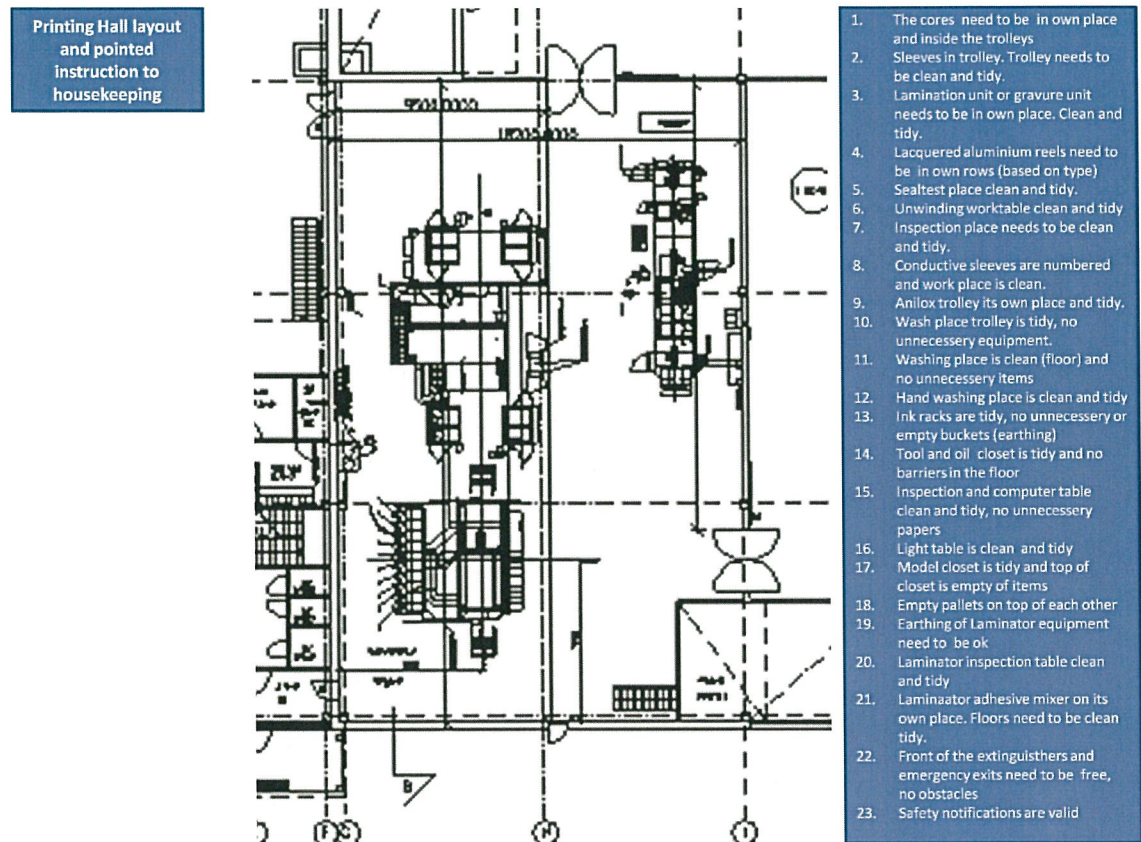 Printing Hall layout
and pointed
instruction to
housekeeping
1. The cores need to be in own place
and inside the trolleys
2. Sleeves in trolley. Trolley needs to
be clean and tidy.
3. Lamination unit or gravure unit
needs to be in own place. Clean and
tidy.
4. Lacquered aluminium reels need to
be in own rows (based on type)
5. Sealtest place clean and tidy.
6. Unwinding worktable clean and tidy
7. Inspection place needs to be clean
and tidy.
8. Conductive sleeves are numbered
and work place is clean.
9. Anilox trolley its own place and tidy.
10. Wash place trolley is tidy, no
unnecessery equipment.
11. Washing place is clean (floor) and
no unnecessery items
12. Hand washing place is clean and tidy
13. Ink racks are tidy, no unnecessery or
empty buckets (earthing)
14. Tool and oil closet is tidy and no
barriers in the floor
15. Inspection and computer table
clean and tidy, no unnecessery
papers
16. Light table is clean and tidy
17. Model closet is tidy and top of
closet is empty of items
18. Empty pallets on top of each other
19. Earthing of Laminator equipment
need to be ok
20. Laminator inspection table clean
and tidy
21. Laminaator adhesive mixer on its
own place. Floors need to be clean
tidy.
22. Front of the extinguisthers and
emergency exits need to be free,
no obstacles
23. Safety notifications are valid
B
F
G
H
I